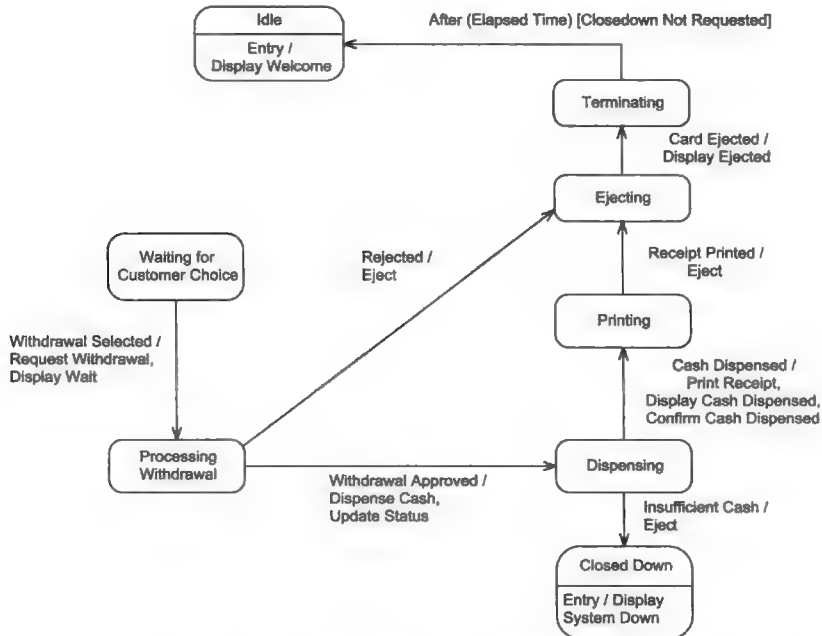 Idle
After (Elapsed Time) [Closedown Not Requested]
Entry /
Display Welcome
Terminating
Card Ejected /
Display Ejected
Ejecting
Waiting for
Customer Choice
Rejected /
Eject
Receipt Printed /
Eject
Printing
Withdrawal Selected /
Request Withdrawal,
Display Wait
Cash Dispensed /
Print Receipt,
Display Cash Dispensed,
Confirm Cash Dispensed
Processing
Withdrawal
Dispensing
Withdrawal Approved /
Dispense Cash,
Update Status
Insufficient Cash /
Eject
Closed Down
Entry / Display
System Down